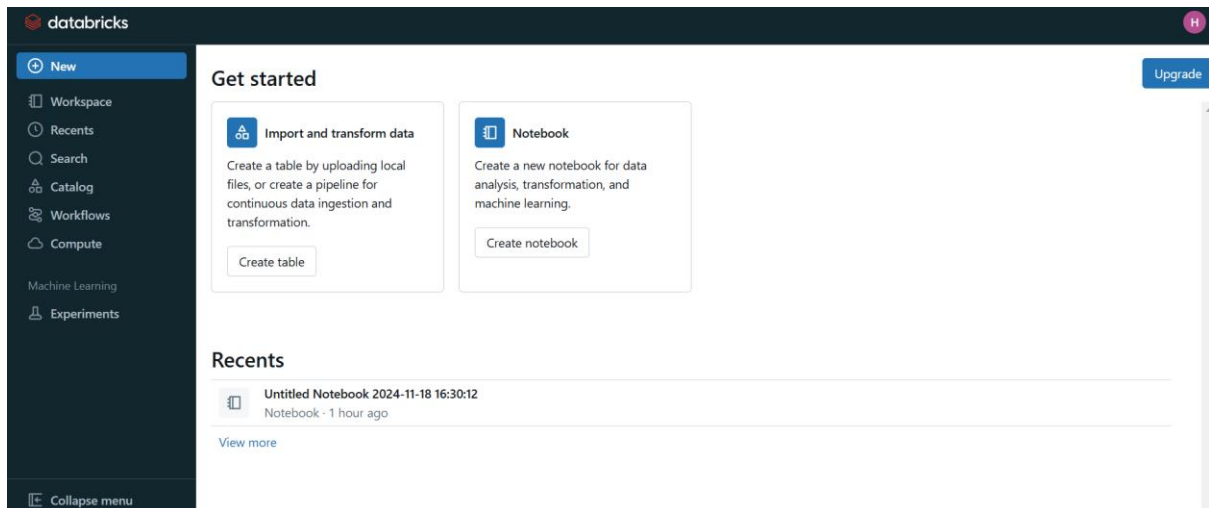 databricks
H
New
Workspace
Recents
Search
Catalog
Workflows
Compute
Machine Learning
Experiments
Collapse menu
Get started
Upgrade
Import and transform data
Create a table by uploading local
files, or create a pipeline for
continuous data ingestion and
transformation.
Create table
Notebook
Create a new notebook for data
analysis, transformation, and
machine learning.
Create notebook
Recents
Untitled Notebook 2024-11-18 16:30:12
Notebook · 1 hour ago
View more